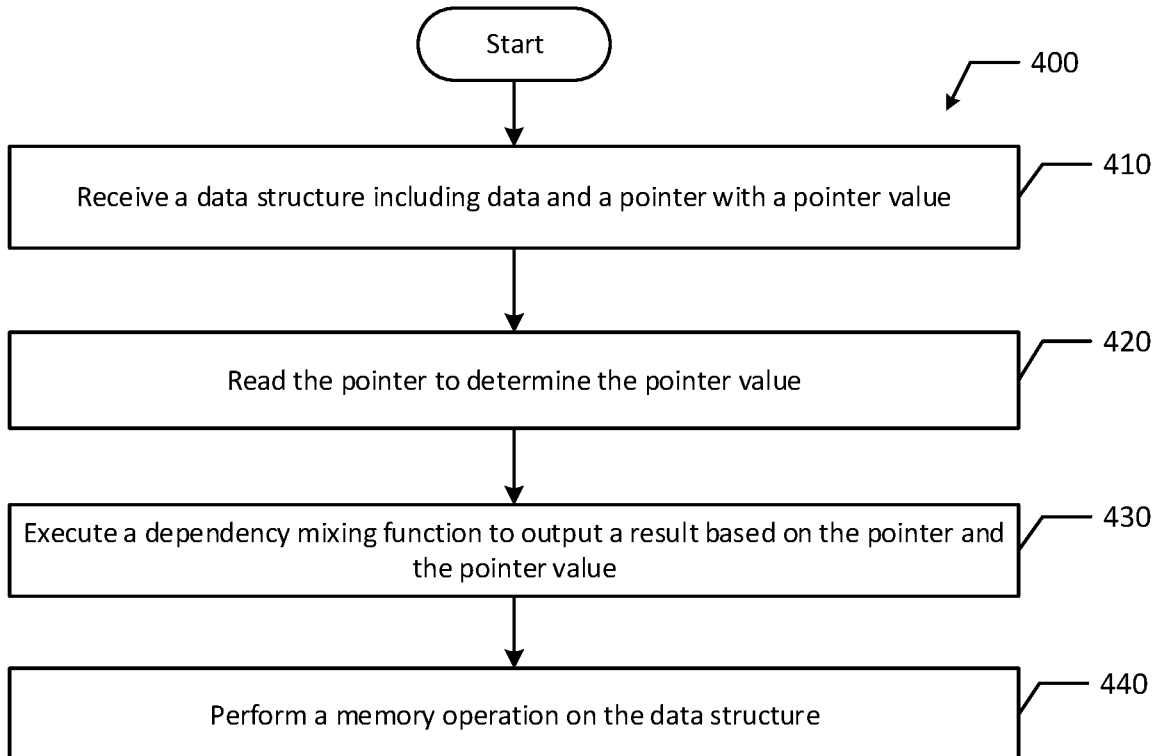 Start
400
410
Receive a data structure including data and a pointer with a pointer value
420
Read the pointer to determine the pointer value
430
Execute a dependency mixing function to output a result based on the pointer and
the pointer value
440
Perform a memory operation on the data structure